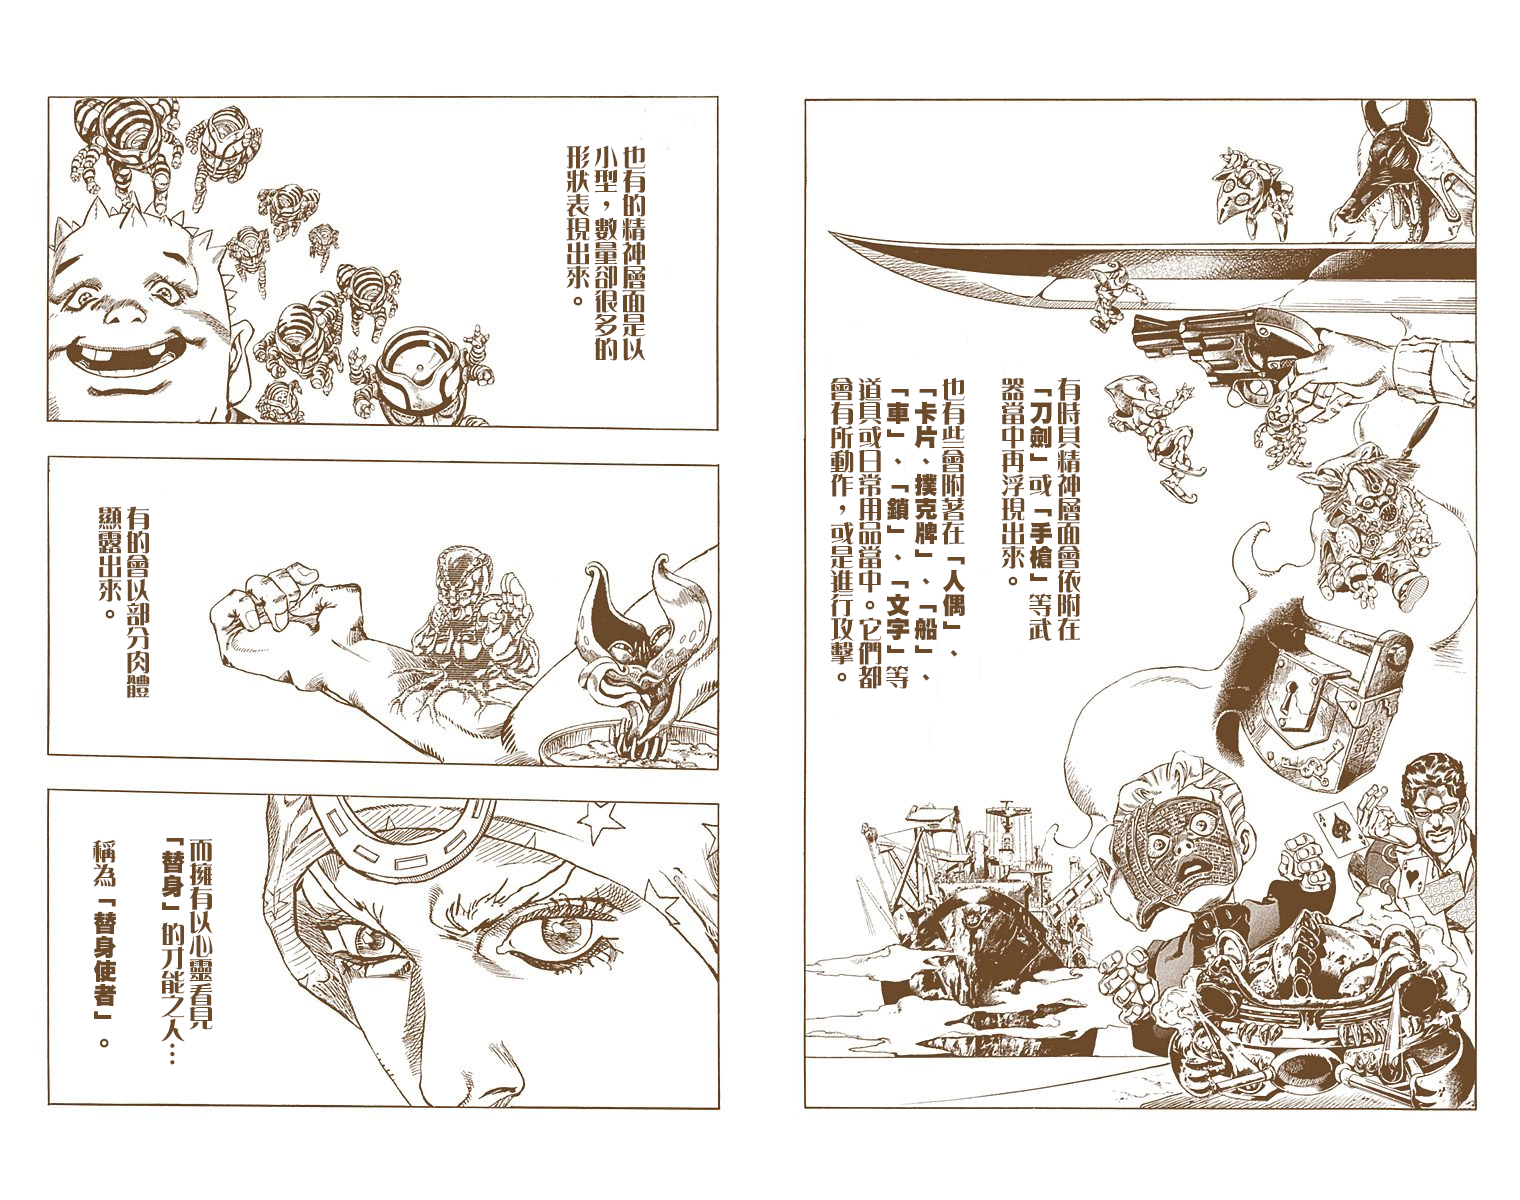 有時其精神層面會依附在
「刀劍」或「手槍」等武
器當中再浮現出來。
也有些會附著在「人偶」、
「卡片、撲克牌」、「船」、
「車」、「鎖」、「文字」等
道具或日常用品當中。它們都
會有所動作，或是進行攻擊。
也有的精神層面是以
小型，數量卻很多的
形狀表現出來。
有的會以部分肉體
顯露出來。
而擁有以心靈看見
「替身」的才能之人⋯
稱為「替身使者」。